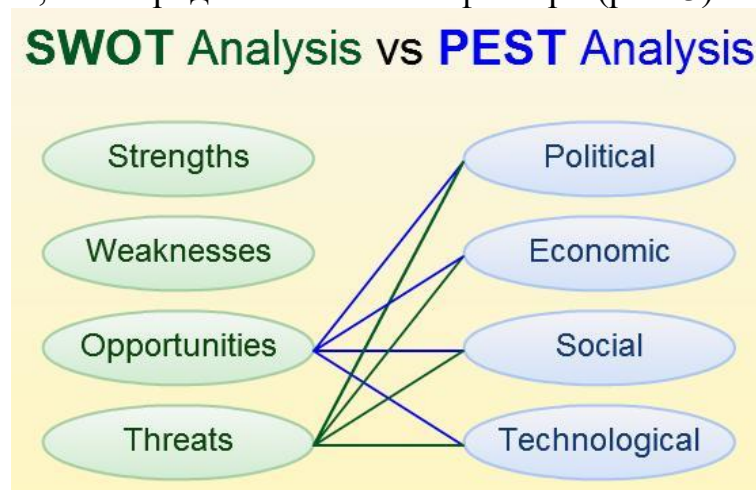 SWOT Analysis vs PEST Analysis
Strengths
Political
Weaknesses
Economic
Opportunities
Social
Threats
Technological